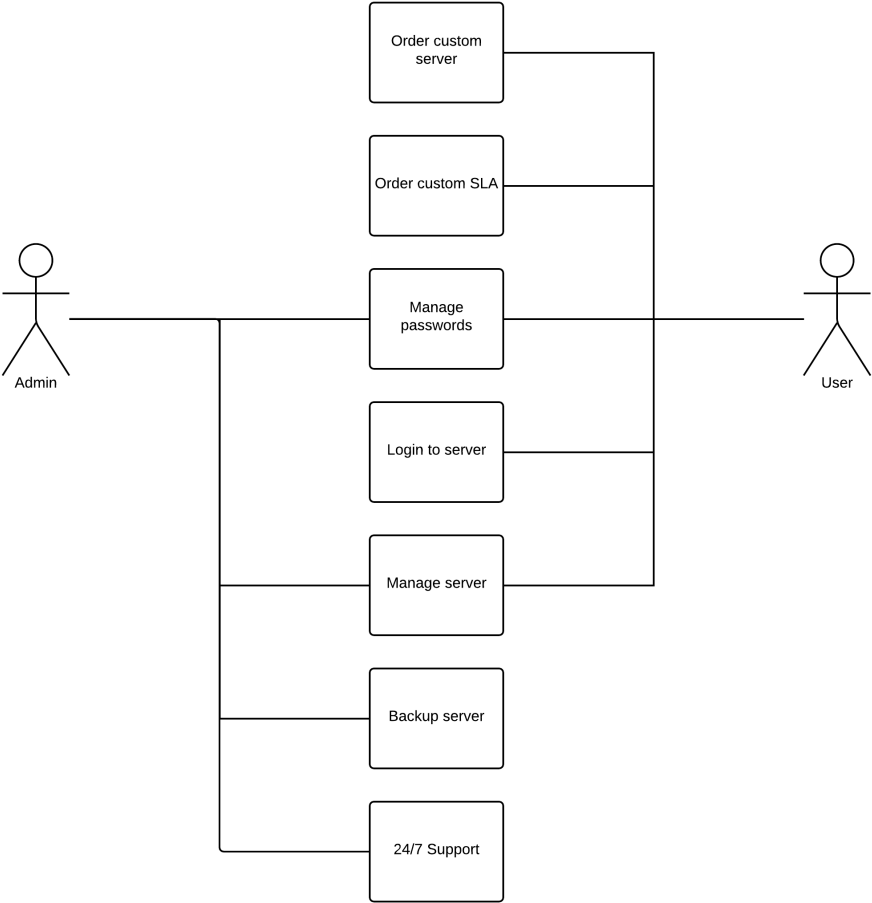 Order custom
server
Order custom SLA
Manage
passwords
Admin
User
Login to server
Manage server
Backup server
24/7 Support